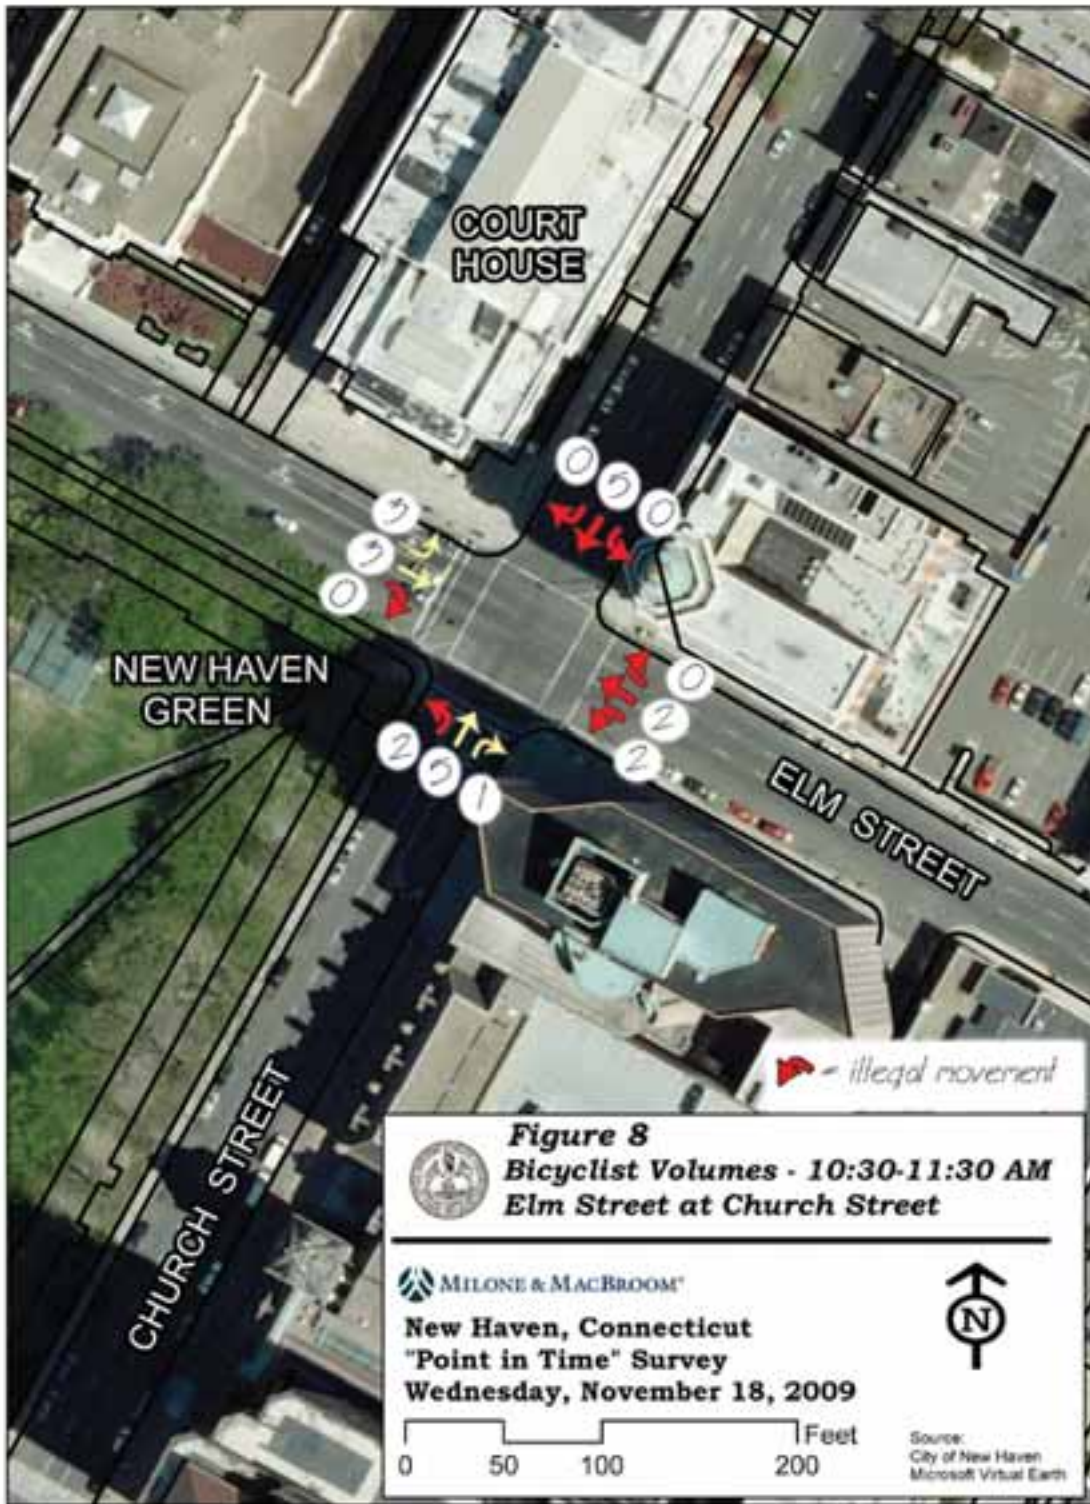 COURT
HOUSE
0
5
0
3
3
0
NEW HAVEN
GREEN
0
2
2
2
5
1
ELM STREET
CHURCH STREET
= illegal movement
Figure 8
Bicyclist Volumes - 10:30-11:30 AM
Elm Street at Church Street
MILONE & MACBROOM®
New Haven, Connecticut
"Point in Time" Survey
Wednesday, November 18, 2009
N
Feet
0 50 100 200
Source:
City of New Haven
Microsoft Virtual Earth